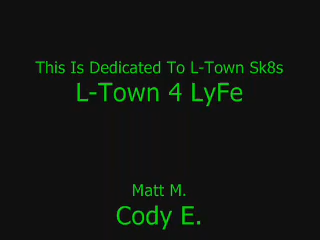 This Is Dedicated To L-Town Sk8s
L-Town 4 LyFe
Matt M.
Cody E.